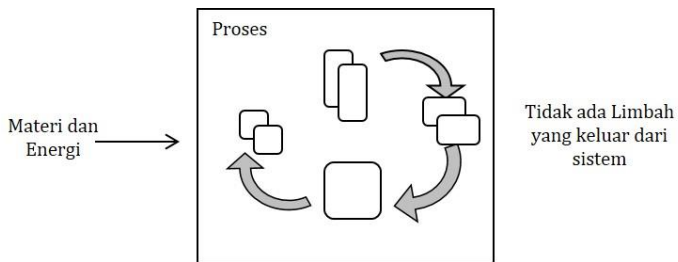 Proses
Materi dan
Energi
Tidak ada Limbah
yang keluar dari
sistem